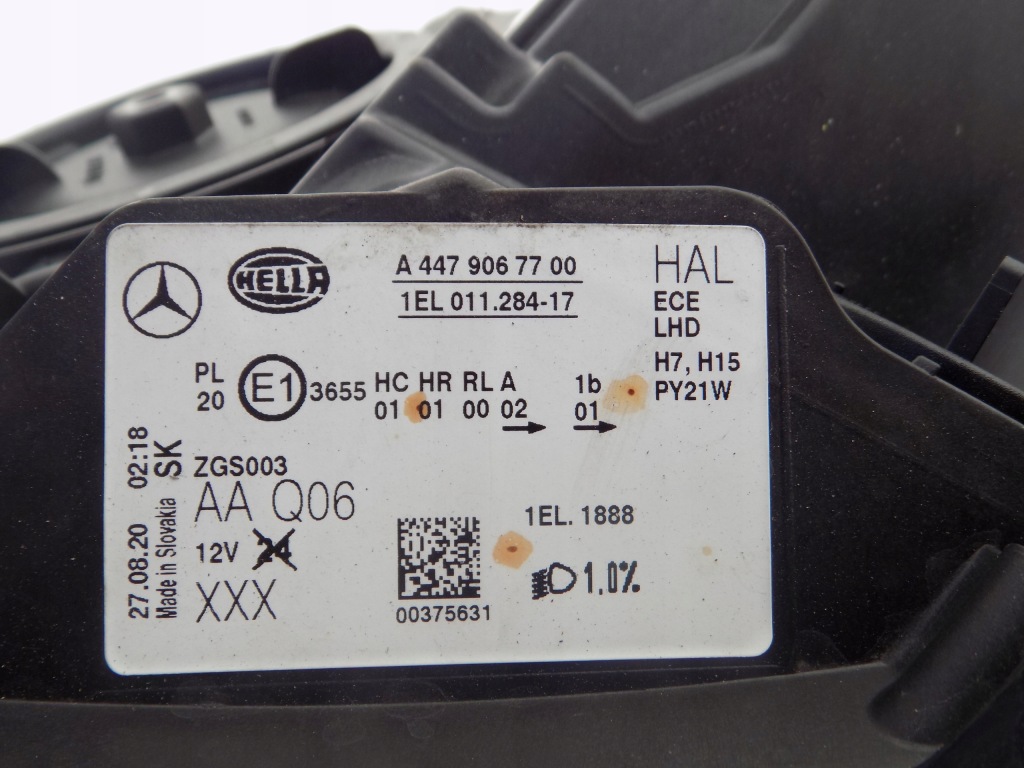 HELLA
A 447 906 77 00
1EL 011.284-17
HAL
ECE
LHD
H7, H15
PY21W
PL
20
E1
3655
HC HR RL A 1b
01 01 00 02 01
27.08.20 02:18
Made in Slovakia SK
ZGS003
AA Q06
12V 24
XXX
00375631
1EL. 1888
1.0%